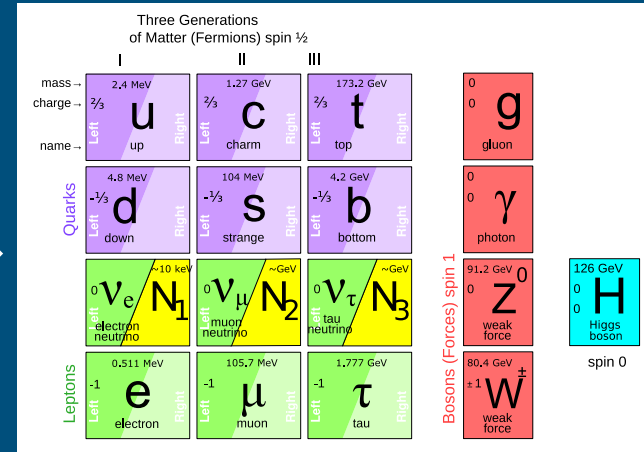 Three Generations
of Matter (Fermions) spin ½
I II III
mass→
charge→
name→
2.4 MeV
⅔
u
Left
Right
up
1.27 GeV
⅔
c
Left
Right
charm
173.2 GeV
⅔
t
Left
Right
top
Quarks
4.8 MeV
-⅓
d
Left
Right
down
104 MeV
-⅓
s
Left
Right
strange
4.2 GeV
-⅓
b
Left
Right
bottom
0
νe
Left
electron
neutrino
~10 keV
N1
0
νμ
Left
muon
neutrino
~GeV
N2
0
ντ
Left
tau
neutrino
~GeV
N3
Leptons
0.511 MeV
-1
e
Left
Right
electron
105.7 MeV
-1
μ
Left
Right
muon
1.777 GeV
-1
τ
Left
Right
tau
Bosons (Forces) spin 1
0
0
g
gluon
0
0
γ
photon
91.2 GeV
0
Z0
weak
force
80.4 GeV
±1
W±
weak
force
126 GeV
0
0
H
Higgs
boson
spin 0